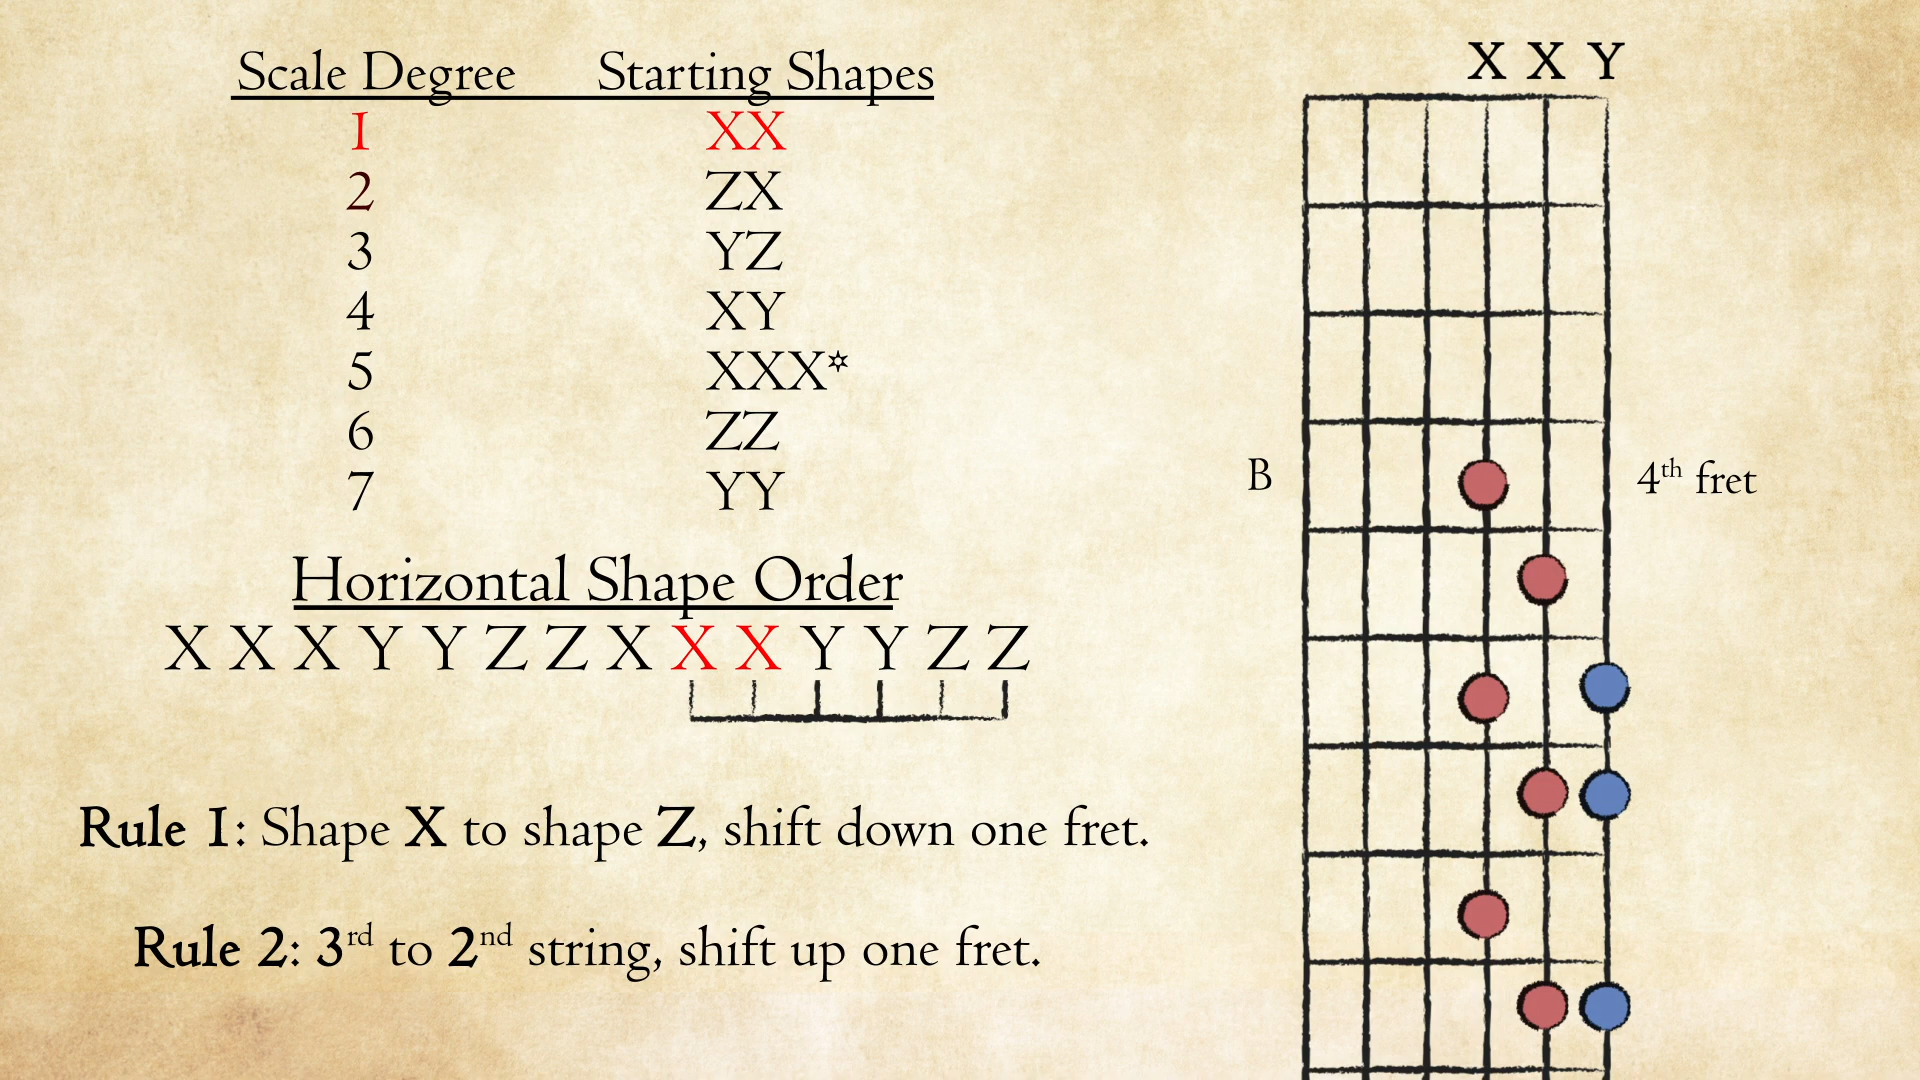 Scale Degree Starting Shapes
1 XX
2 ZX
3 YZ
4 XY
5 XXX*
6 ZZ
7 YY
Horizontal Shape Order
X X X Y Y Z Z X X X Y Y Z Z
Rule 1: Shape X to shape Z, shift down one fret.
Rule 2: 3rd to 2nd string, shift up one fret.
X X Y
B 4th fret